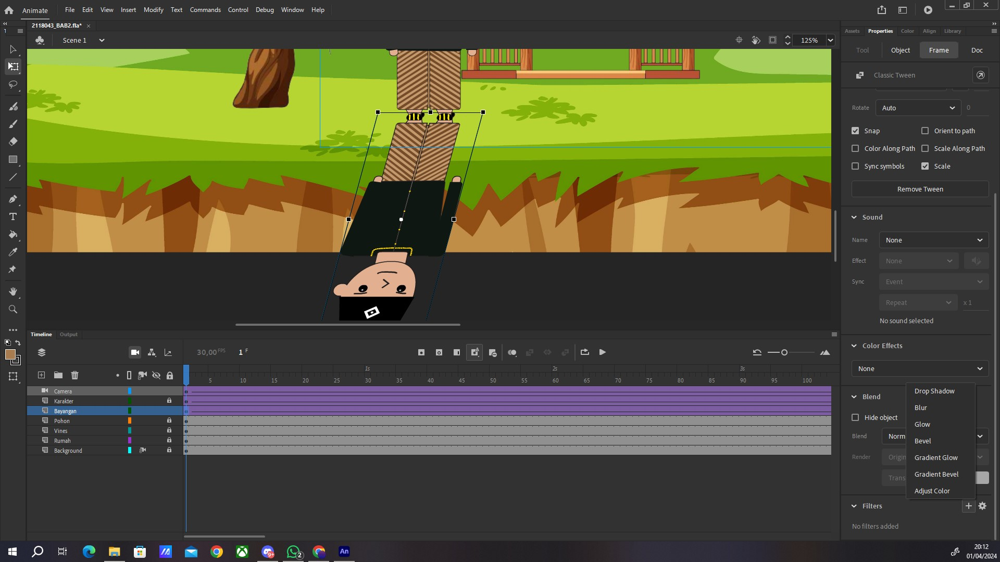 Animate
File Edit View Insert Modify Text Commands Control Debug Window Help
2118043_BAB2.fla*
Scene 1
125%
Assets Properties Color Align Library
Tool Object Frame Doc
Classic Tween
Rotate Auto 0
Snap Orient to path
Color Along Path Scale Along Path
Sync symbols Scale
Remove Tween
Sound
Name None
Effect None
Sync Event
Repeat x 1
No sound selected
Color Effects
None
Blend
Hide object
Blend Norm
Render Origin
Trans
Drop Shadow
Blur
Glow
Bevel
Gradient Glow
Gradient Bevel
Adjust Color
Filters
No filters added
Timeline Output
30,00 FPS 1 F
1s 2s 3s
5 10 15 20 25 30 35 40 45 50 55 60 65 70 75 80 85 90 95 100
Camera
Karakter
Bayangan
Pohon
Vines
Rumah
Background
9+ 2 An
20:12
01/04/2024